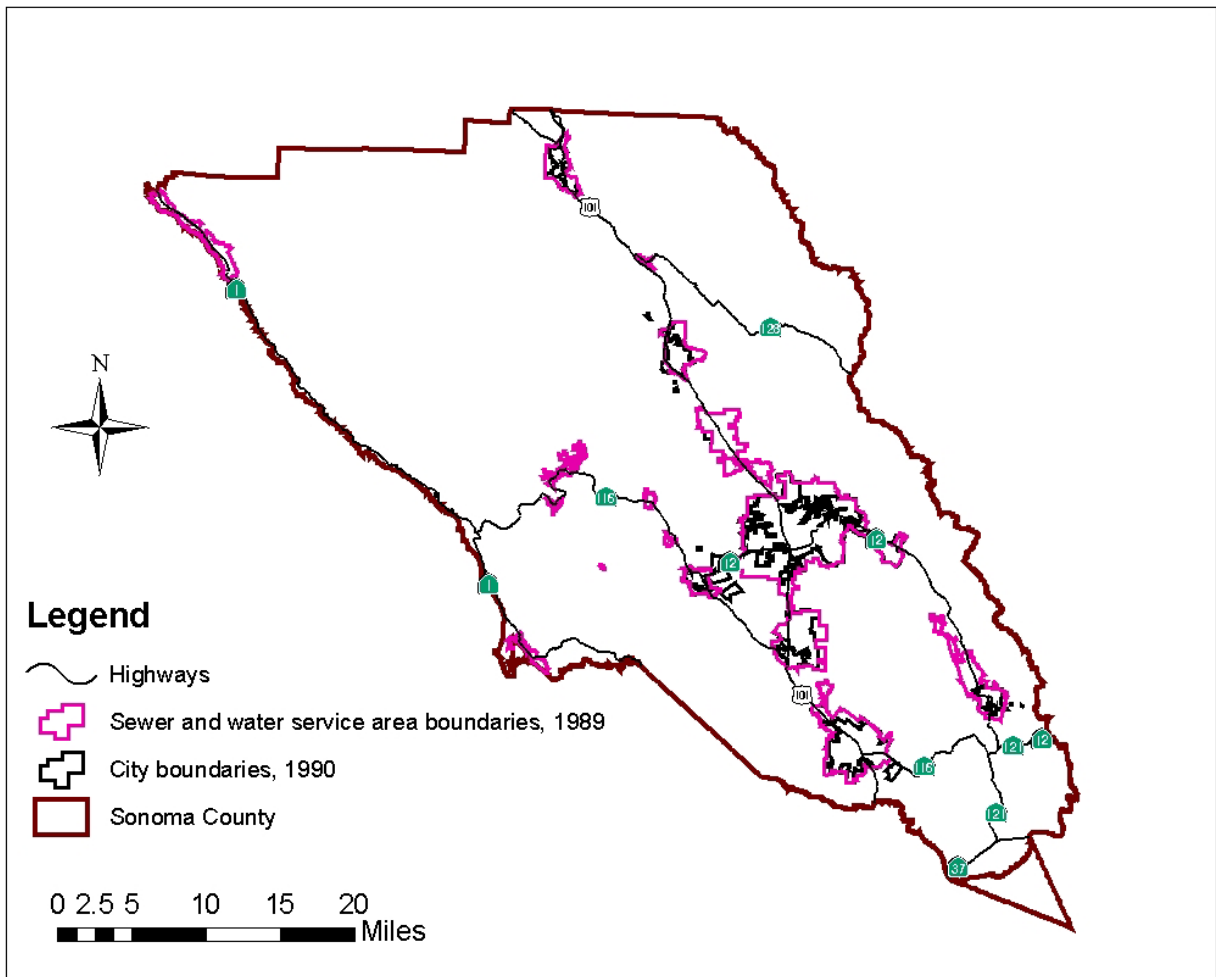 101
1
128
N
116
12
12
1
Legend
Highways
101
Sewer and water service area boundaries, 1989
121
12
116
City boundaries, 1990
Sonoma County
121
37
0 2.5 5 10 15 20
Miles